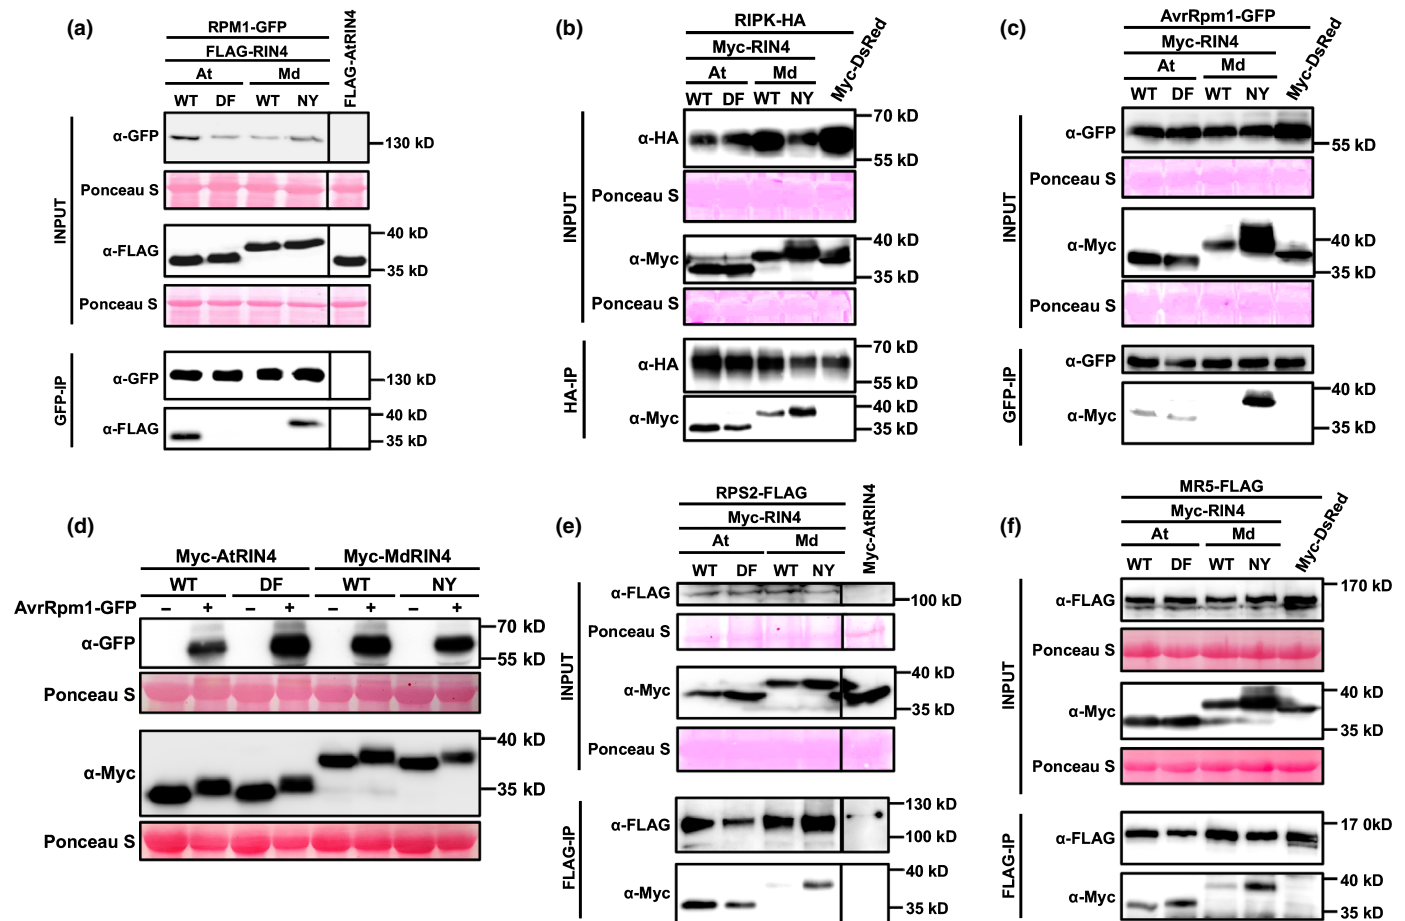 (a)
RPM1-GFP
FLAG-RIN4
At Md
WT DF WT NY
FLAG-AtRIN4
INPUT
α-GFP
130 kD
Ponceau S
α-FLAG
40 kD
35 kD
Ponceau S
GFP-IP
α-GFP
130 kD
α-FLAG
40 kD
35 kD
(b)
RIPK-HA
Myc-RIN4
At Md
WT DF WT NY
Myc-DsRed
INPUT
α-HA
70 kD
55 kD
Ponceau S
α-Myc
40 kD
35 kD
Ponceau S
HA-IP
α-HA
70 kD
55 kD
α-Myc
40 kD
35 kD
(c)
AvrRpm1-GFP
Myc-RIN4
At Md
WT DF WT NY
Myc-DsRed
INPUT
α-GFP
55 kD
Ponceau S
α-Myc
40 kD
35 kD
Ponceau S
GFP-IP
α-GFP
α-Myc
40 kD
35 kD
(d)
Myc-AtRIN4 Myc-MdRIN4
WT DF WT NY
AvrRpm1-GFP – + – + – + – +
α-GFP
70 kD
55 kD
Ponceau S
α-Myc
40 kD
35 kD
Ponceau S
(e)
RPS2-FLAG
Myc-RIN4
At Md
WT DF WT NY
Myc-AtRIN4
INPUT
α-FLAG
100 kD
Ponceau S
α-Myc
40 kD
35 kD
Ponceau S
FLAG-IP
α-FLAG
130 kD
100 kD
α-Myc
40 kD
35 kD
(f)
MR5-FLAG
Myc-RIN4
At Md
WT DF WT NY
Myc-DsRed
INPUT
α-FLAG
170 kD
Ponceau S
α-Myc
40 kD
35 kD
Ponceau S
FLAG-IP
α-FLAG
17 0kD
α-Myc
40 kD
35 kD